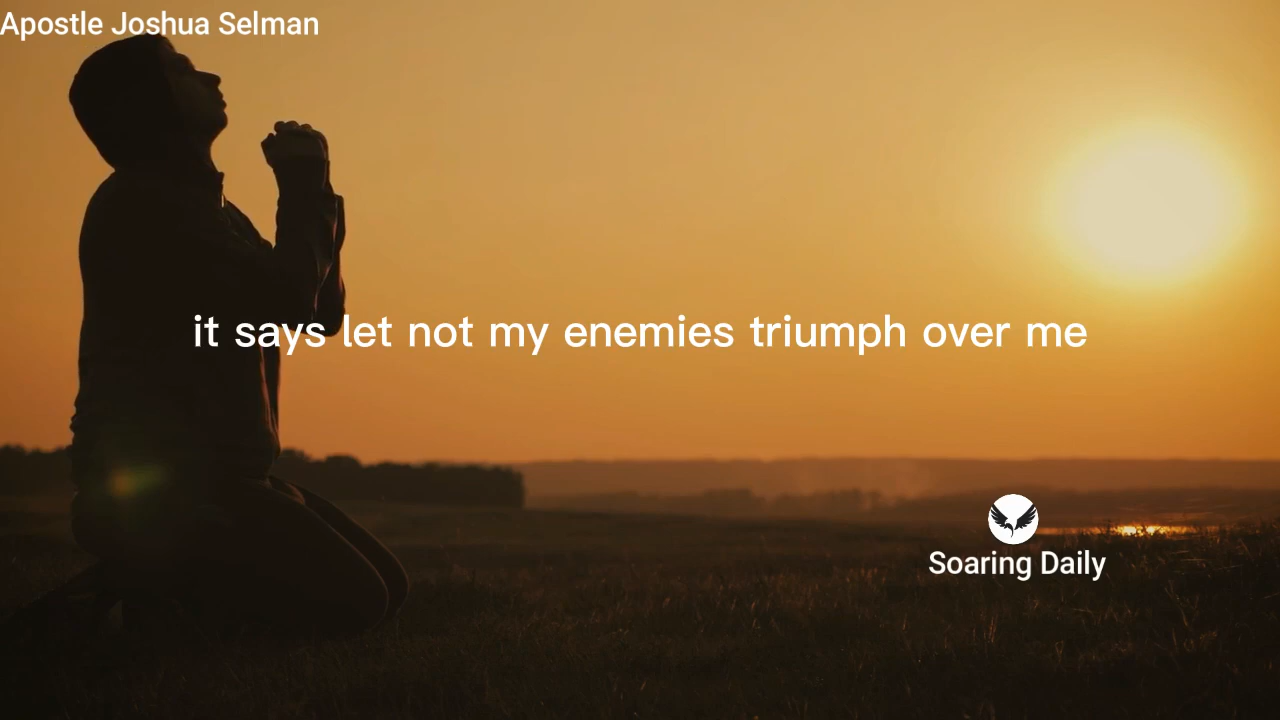 Apostle Joshua Selman
it says let not my enemies triumph over me
Soaring Daily